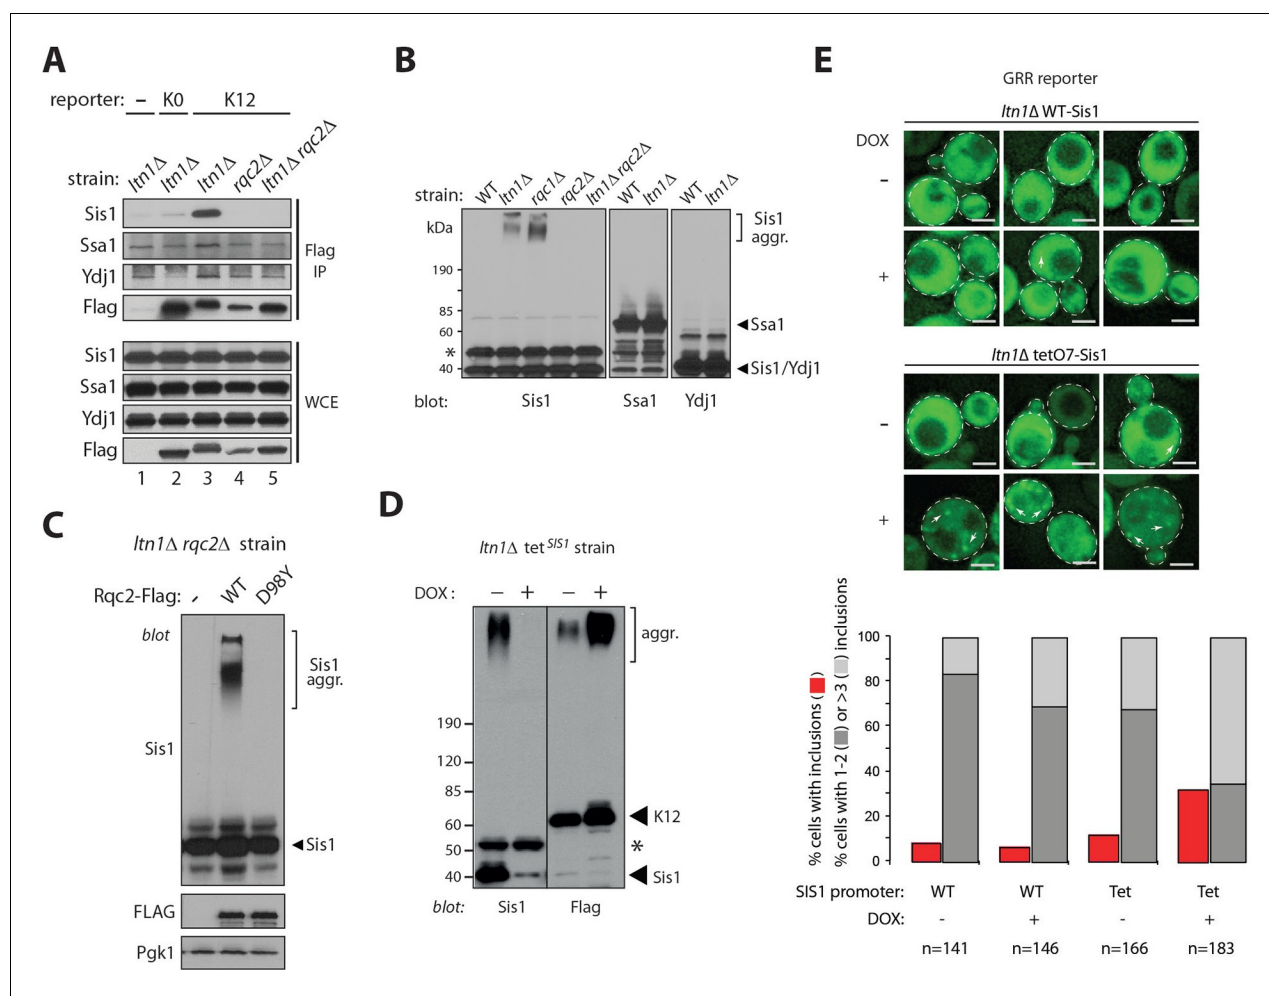 A
reporter: – K0 K12
strain: ltn1Δ ltn1Δ ltn1Δ rqc2Δ ltn1Δ rqc2Δ
Sis1
Ssa1
Ydj1
Flag
Flag
IP
Sis1
Ssa1
Ydj1
Flag
WCE
1 2 3 4 5
B
strain: WT ltn1Δ rqc1Δ rqc2Δ ltn1Δ rqc2Δ WT ltn1Δ WT ltn1Δ
kDa
190
85
60
*
40
Sis1
aggr.
Ssa1
Sis1/Ydj1
blot: Sis1 Ssa1 Ydj1
C
ltn1Δ rqc2Δ strain
Rqc2-Flag: - WT D98Y
blot
Sis1
aggr.
Sis1
Sis1
FLAG
Pgk1
D
ltn1Δ tet SIS1 strain
DOX : – + – +
aggr.
190
120
85
60
50
40
K12
*
Sis1
blot: Sis1 Flag
E
GRR reporter
ltn1Δ WT-Sis1
DOX
–
+
ltn1Δ tetO7-Sis1
–
+
% cells with inclusions ( )
% cells with 1-2 ( ) or >3 ( ) inclusions
100
80
60
40
20
0
SIS1 promoter: WT WT Tet Tet
DOX: - + - +
n=141 n=146 n=166 n=183